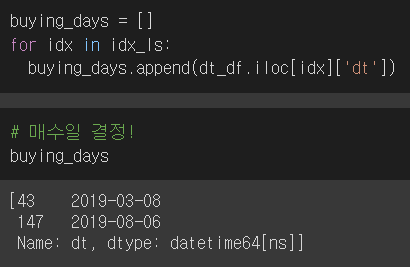 buying_days = []
for idx in idx_ls:
  buying_days.append(dt_df.iloc[idx]['dt'])
# 매수일 결정!
buying_days
[43    2019-03-08
 147   2019-08-06
 Name: dt, dtype: datetime64[ns]]